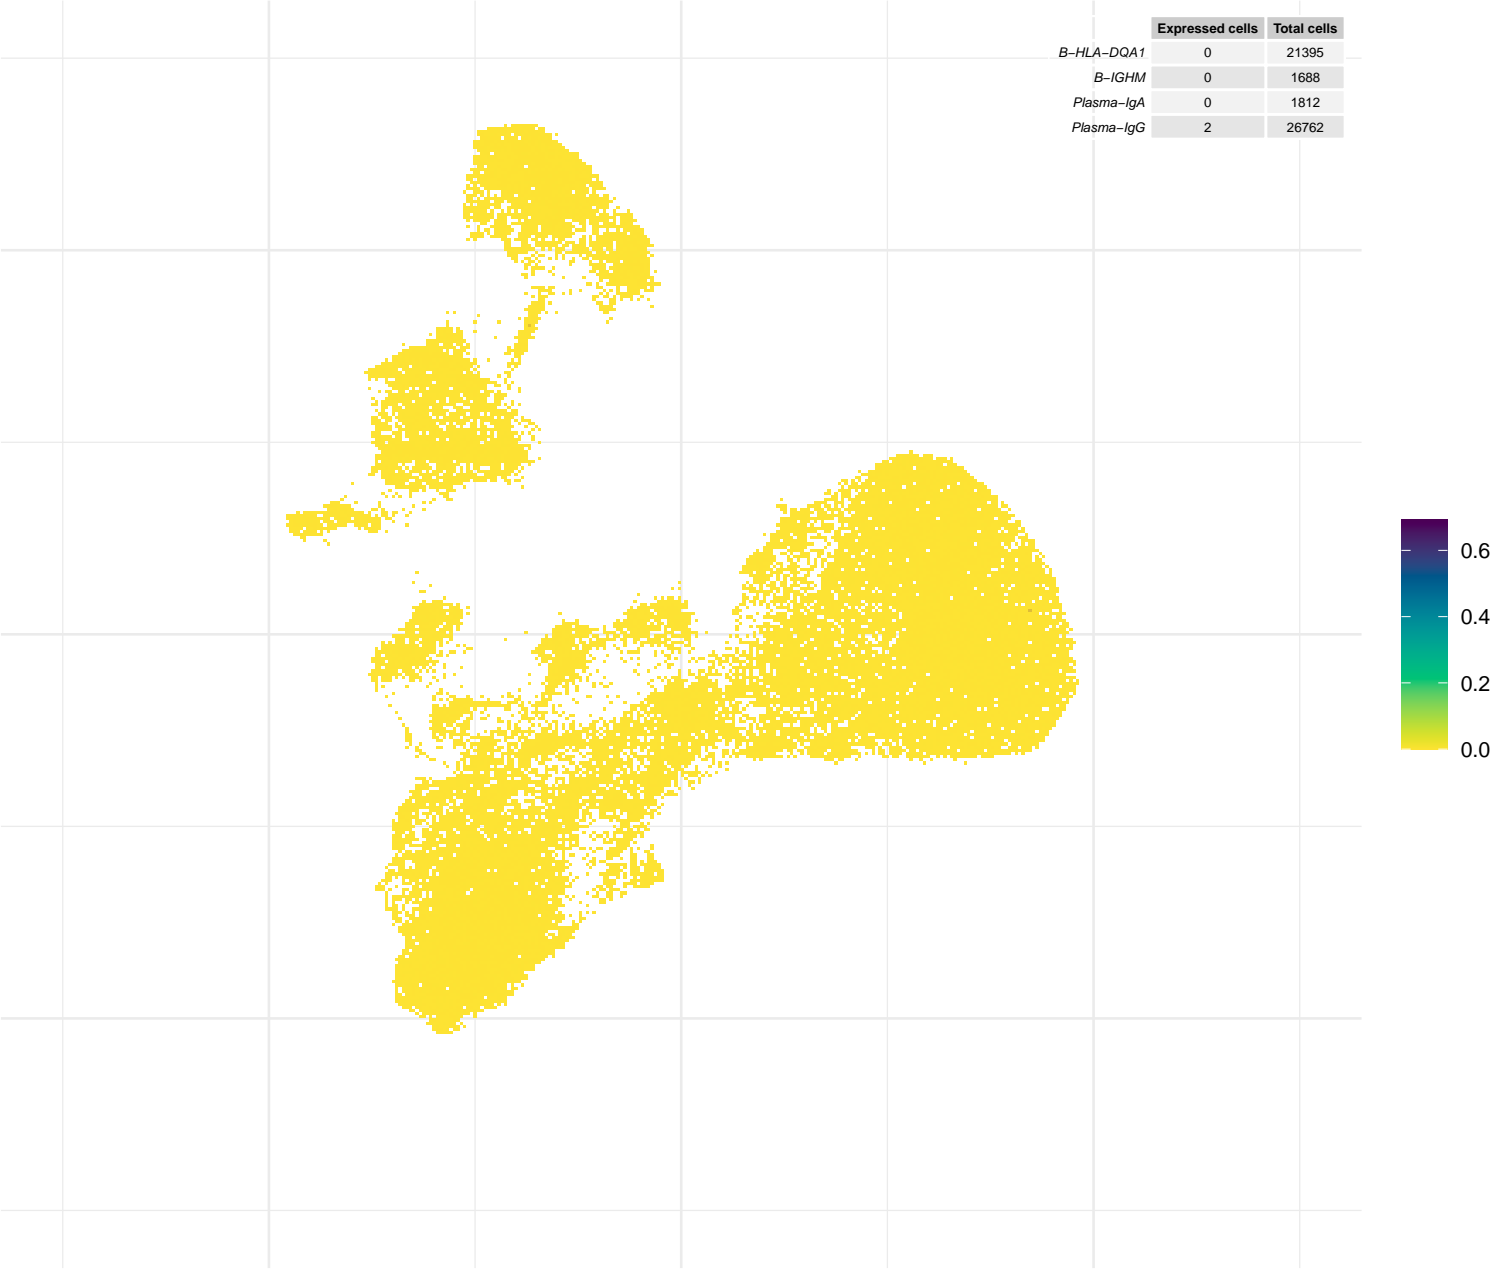 Expressed cells Total cells
B−HLA−DQA1 0 21395
B−IGHM 0 1688
Plasma−IgA 0 1812
Plasma−IgG 2 26762
0.6
0.4
0.2
0.0